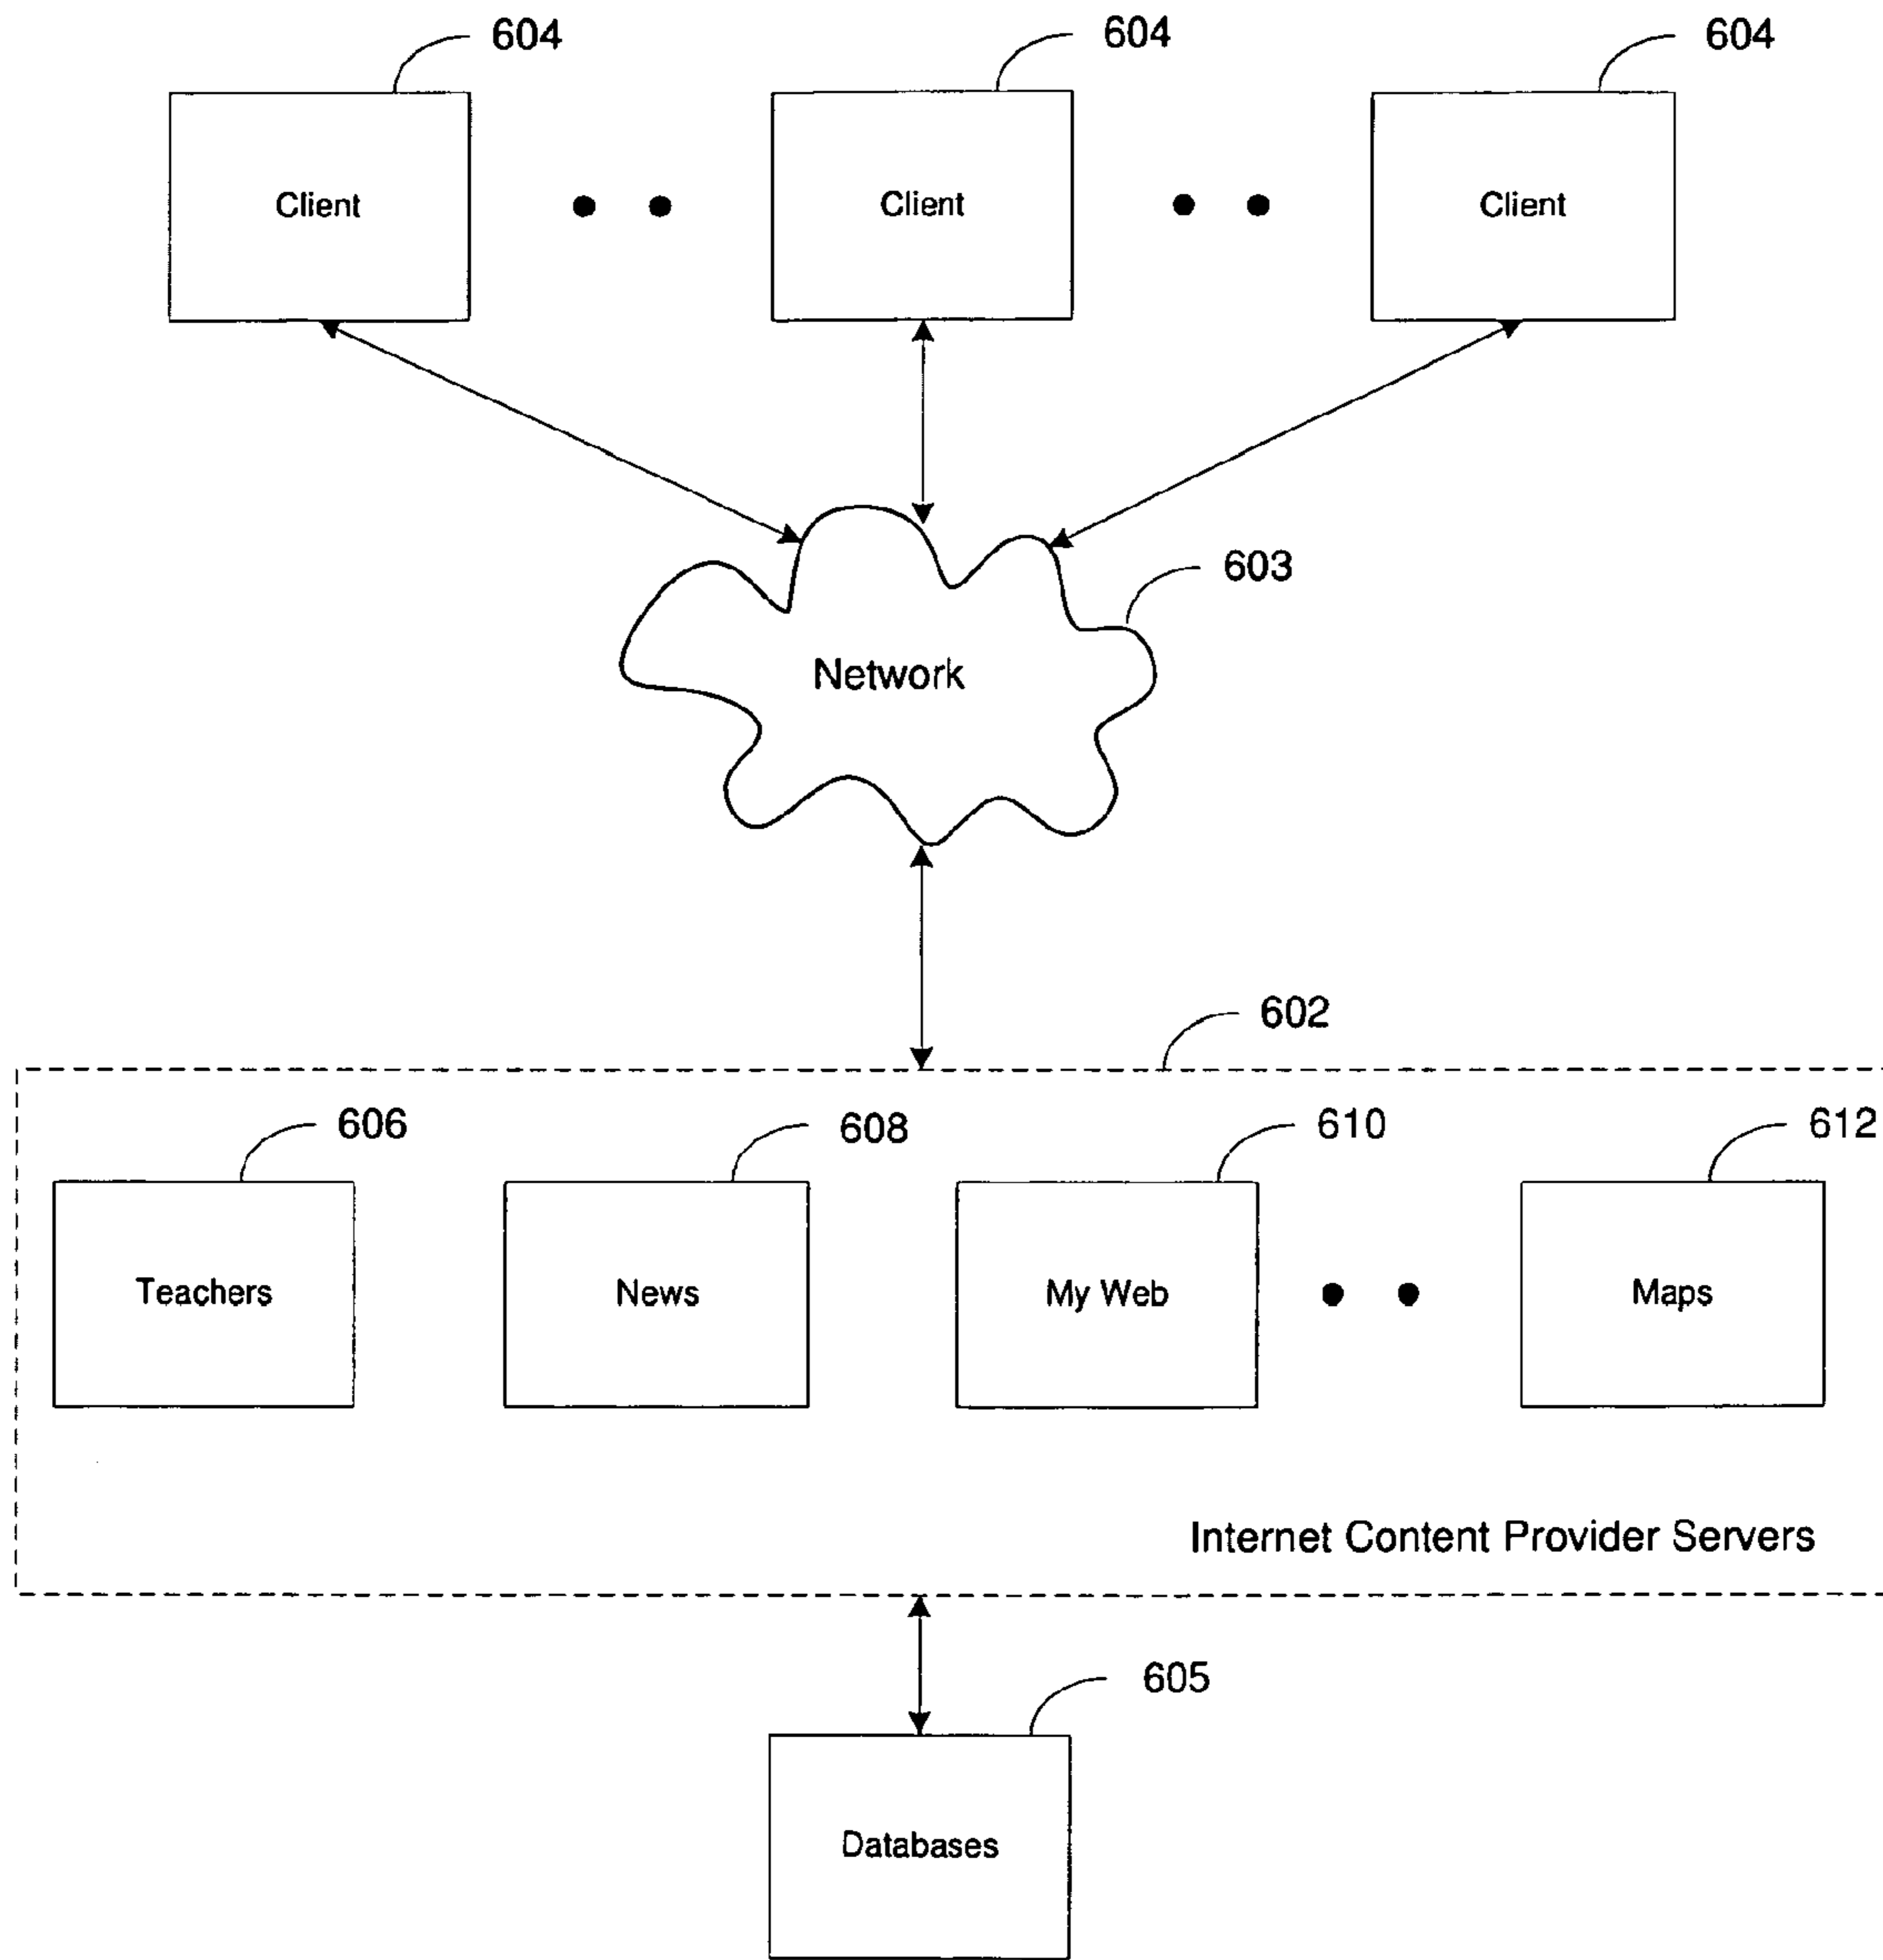 604
604
604
Client
Client
Client
603
Network
602
606
608
610
612
Teachers
News
My Web
Maps
Internet Content Provider Servers
605
Databases